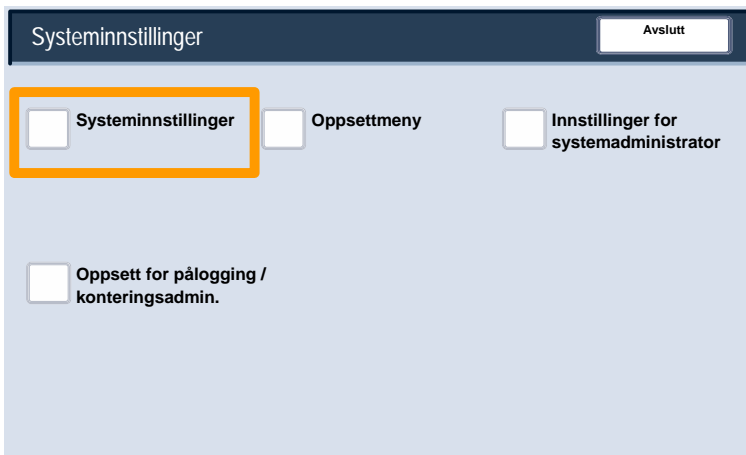 Systeminnstillinger
Avslutt
Systeminnstillinger
Oppsettmeny
Innstillinger for
systemadministrator
Oppsett for pålogging /
konteringsadmin.